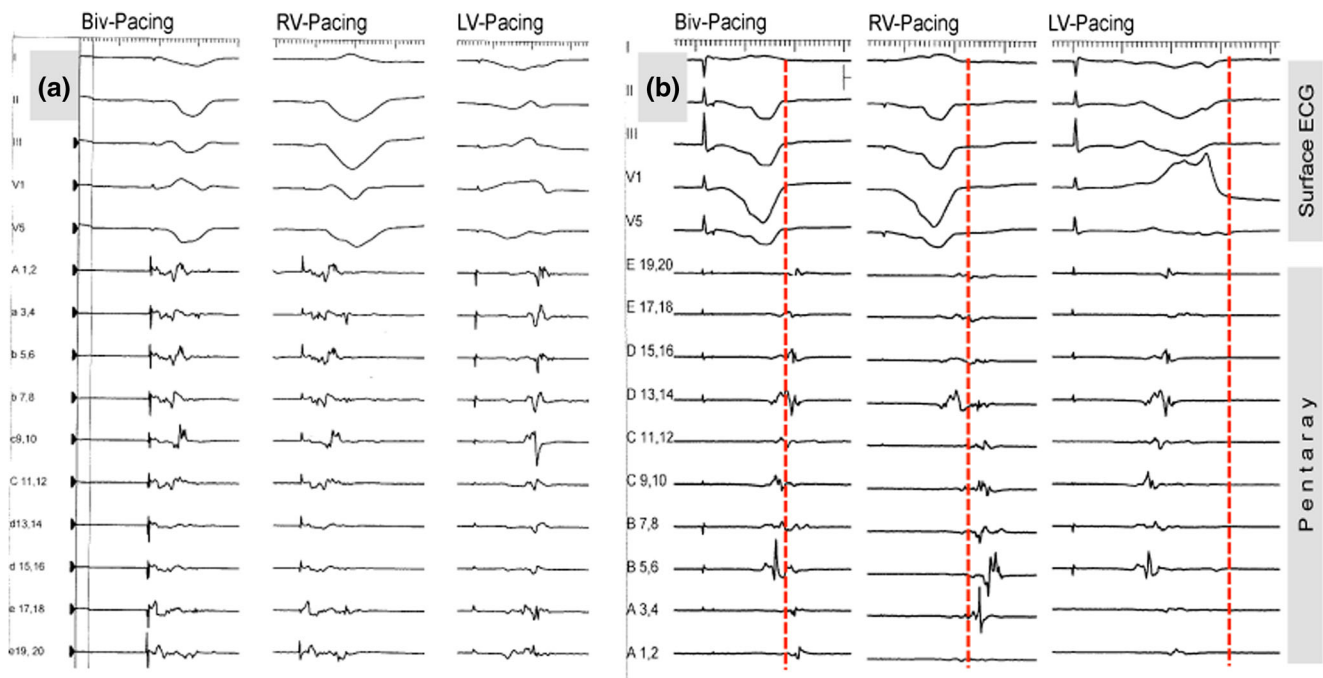 Biv-Pacing RV-Pacing LV-Pacing
(a)
I
II
III
V1
V5
A 1,2
a 3,4
b 5,6
b 7,8
c9,10
C 11,12
d13,14
d 15,16
e 17,18
e19, 20
Biv-Pacing RV-Pacing LV-Pacing
(b)
I
II
III
V1
V5
E 19,20
E 17,18
D 15,16
D 13,14
C 11,12
C 9,10
B 7,8
B 5,6
A 3,4
A 1,2
Surface ECG
Pentaray